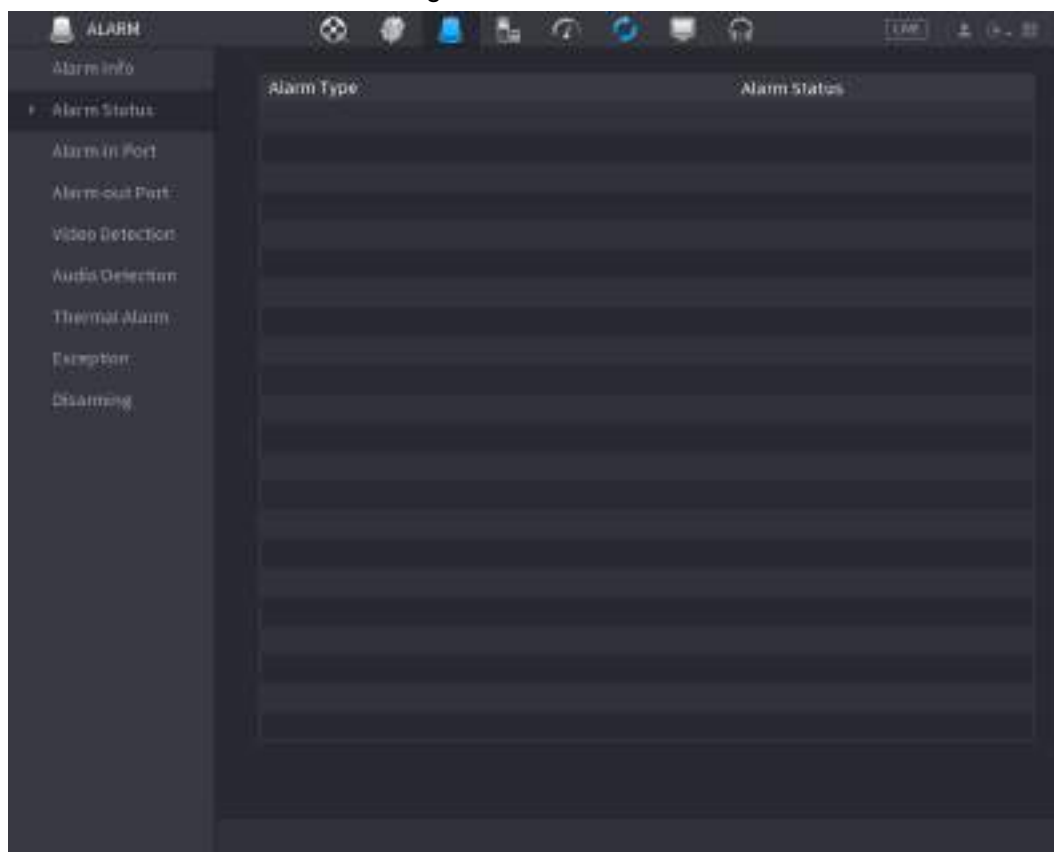 ALARM
LIVE
Alarm Info
Alarm Type
Alarm Status
Alarm Status
Alarm-in Port
Alarm-out Port
Video Detection
Audio Detection
Thermal Alarm
Exception
Disarming